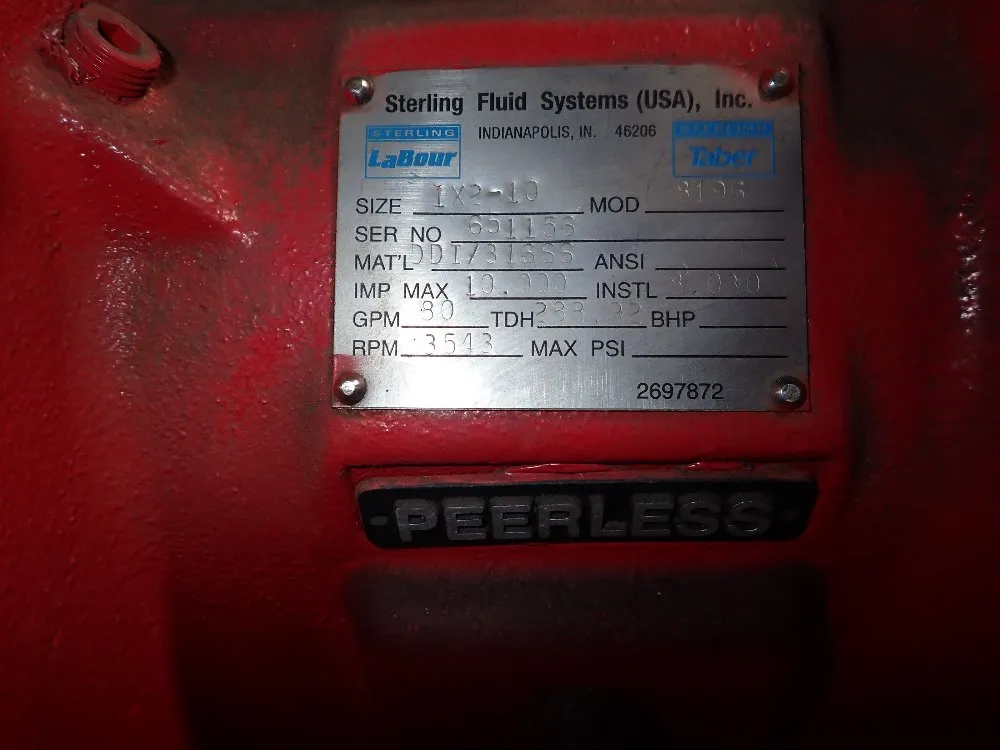 Sterling Fluid Systems (USA), Inc.
INDIANAPOLIS, IN. 46206
STERLING
LaBour
Taber
SIZE 1X2-10 MOD 8196
SER NO 691156
MAT'L DDI/316SS ANSI
IMP MAX 10.000 INSTL
GPM 80 TDH BHP
RPM 3543 MAX PSI
2697872
PEERLESS